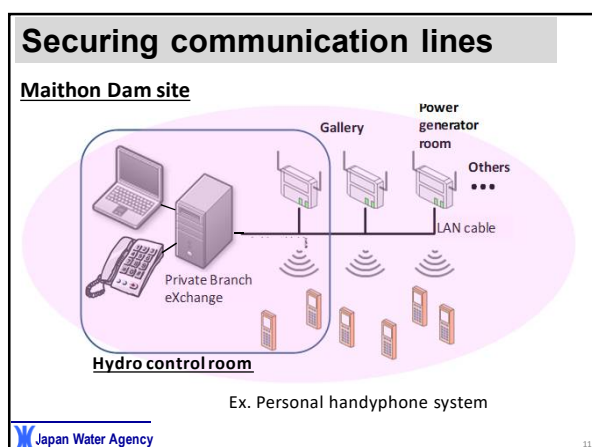 Securing communication lines
Maithon Dam site
Gallery
Power
generator
room
Others
•••
LAN cable
Private Branch
eXchange
Hydro control room
Ex. Personal handyphone system
Japan Water Agency
11